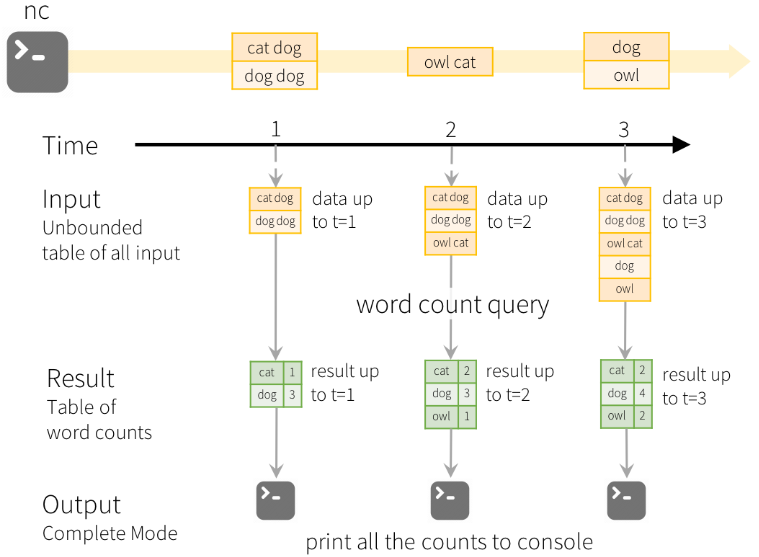 nc
cat dog
dog dog
owl cat
dog
owl
Time
1
2
3
Input
Unbounded
table of all input
cat dog
dog dog
data up
to t=1
cat dog
dog dog
owl cat
data up
to t=2
cat dog
dog dog
owl cat
dog
owl
data up
to t=3
word count query
Result
Table of
word counts
cat 1
dog 3
result up
to t=1
cat 2
dog 3
owl 1
result up
to t=2
cat 2
dog 4
owl 2
result up
to t=3
Output
Complete Mode
print all the counts to console